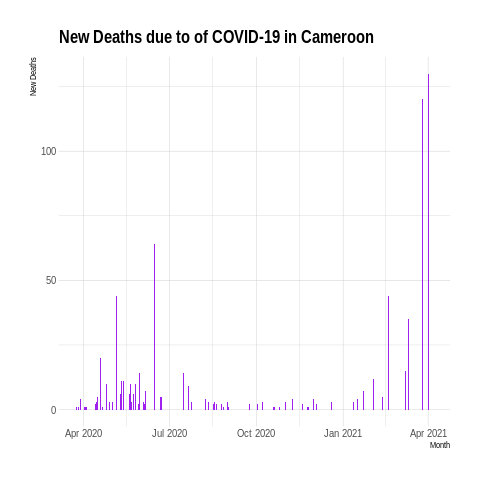 New Deaths due to of COVID-19 in Cameroon
New Deaths
100
50
0
Apr 2020
Jul 2020
Oct 2020
Jan 2021
Apr 2021
Month